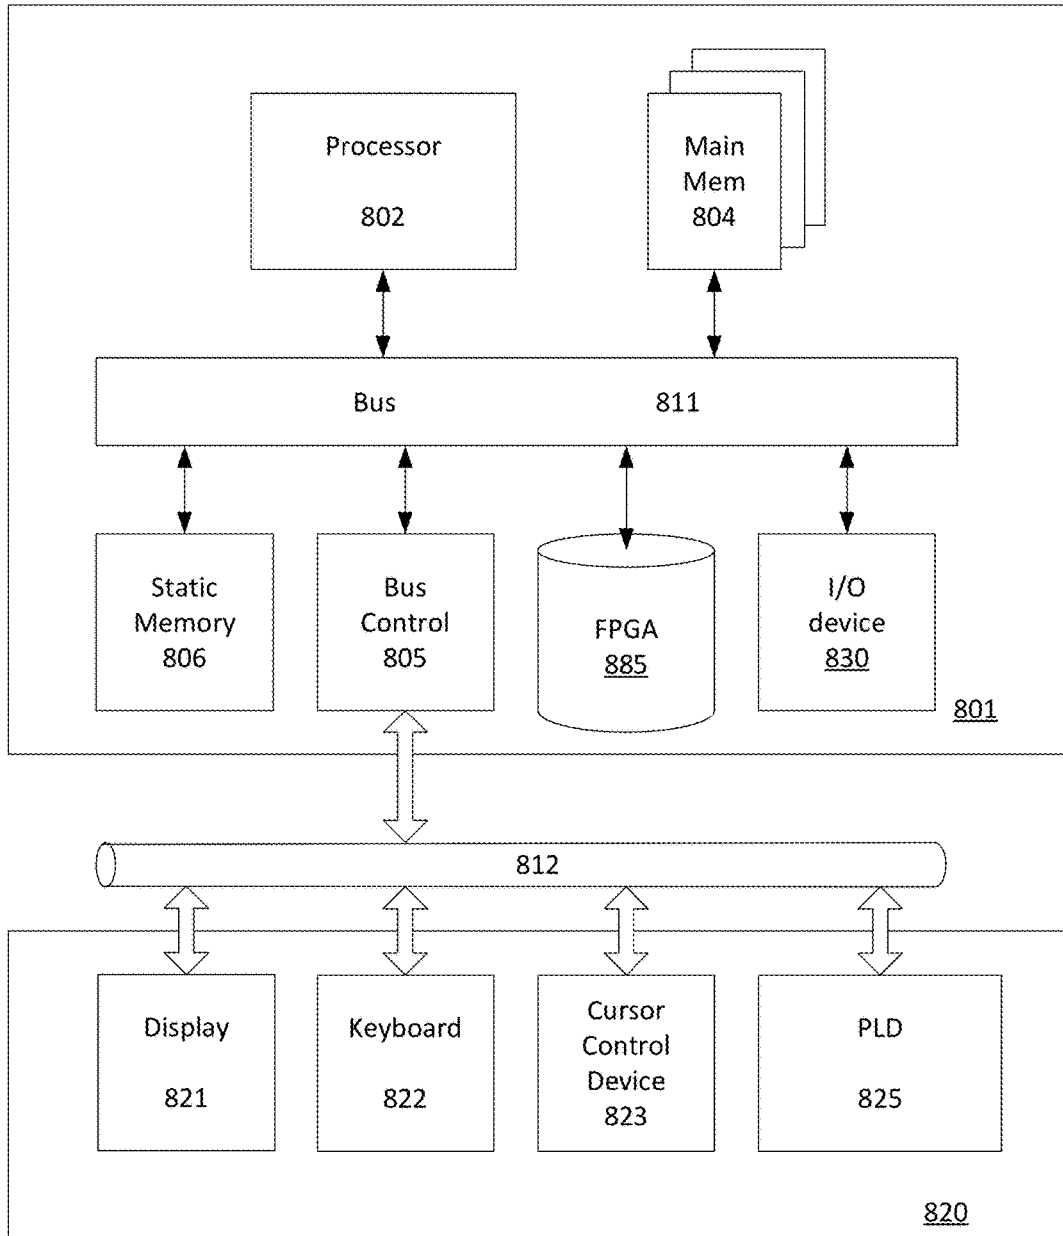 Processor
802
Main
Mem
804
Bus 811
Static
Memory
806
Bus
Control
805
FPGA
885
I/O
device
830
801
812
Display
821
Keyboard
822
Cursor
Control
Device
823
PLD
825
820